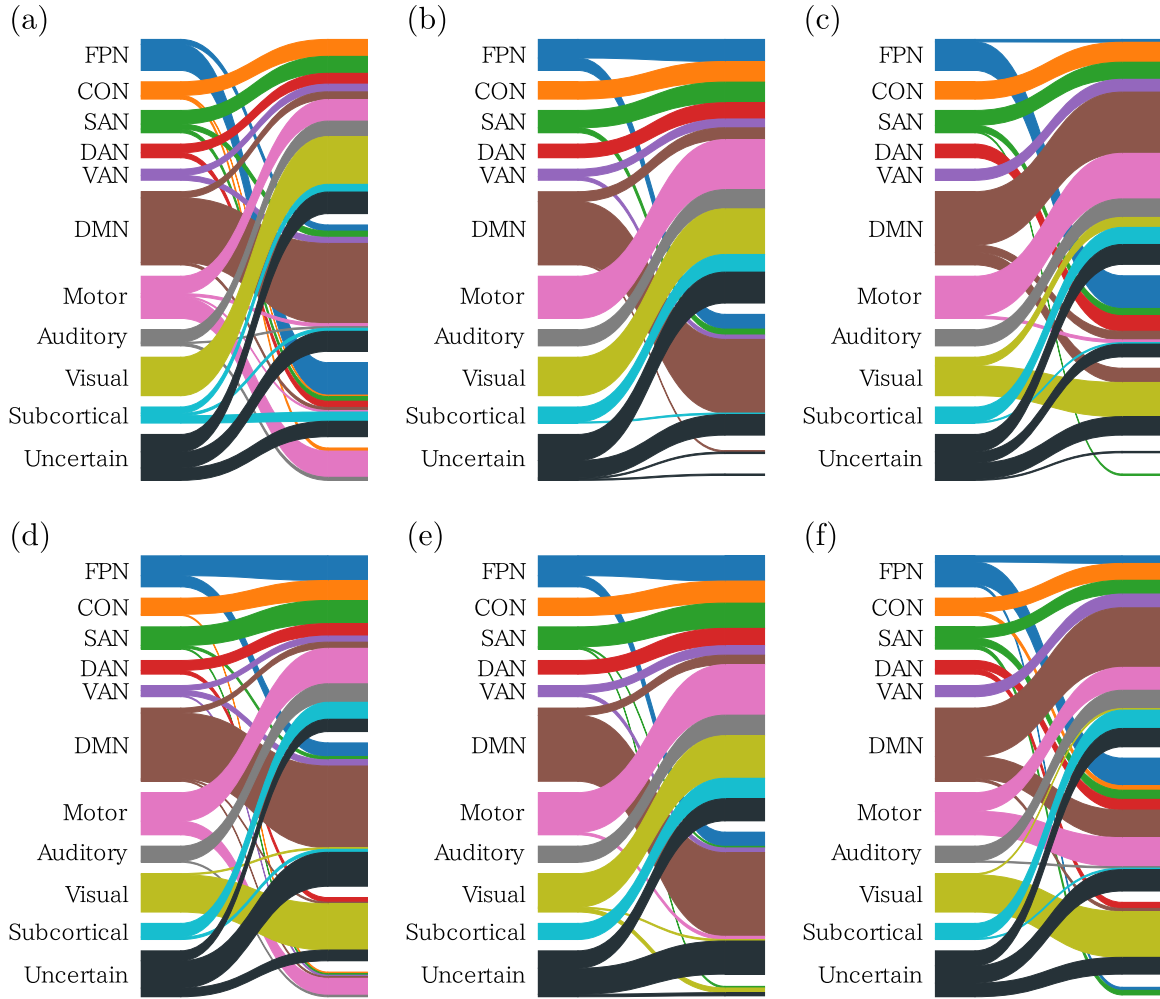 (a)
FPN
CON
SAN
DAN
VAN
DMN
Motor
Auditory
Visual
Subcortical
Uncertain
(b)
FPN
CON
SAN
DAN
VAN
DMN
Motor
Auditory
Visual
Subcortical
Uncertain
(c)
FPN
CON
SAN
DAN
VAN
DMN
Motor
Auditory
Visual
Subcortical
Uncertain
(d)
FPN
CON
SAN
DAN
VAN
DMN
Motor
Auditory
Visual
Subcortical
Uncertain
(e)
FPN
CON
SAN
DAN
VAN
DMN
Motor
Auditory
Visual
Subcortical
Uncertain
(f)
FPN
CON
SAN
DAN
VAN
DMN
Motor
Auditory
Visual
Subcortical
Uncertain